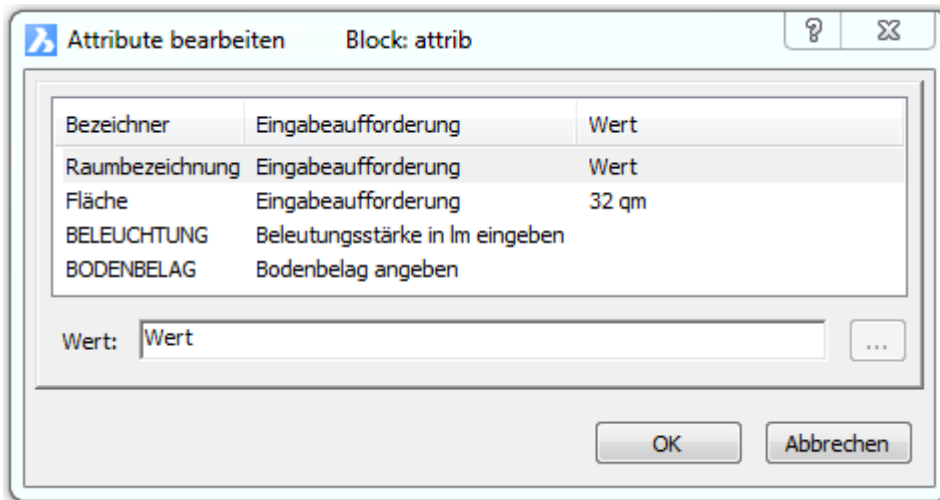 Attribute bearbeiten Block: attrib
Bezeichner Eingabeaufforderung Wert
Raumbezeichnung Eingabeaufforderung Wert
Fläche Eingabeaufforderung 32 qm
BELEUCHTUNG Beleutungsstärke in lm eingeben
BODENBELAG Bodenbelag angeben
Wert: Wert ...
OK Abbrechen